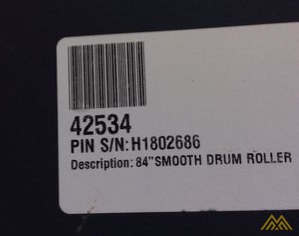 42534
PIN S/N:H1802686
Description:84"SMOOTH DRUM ROLLER